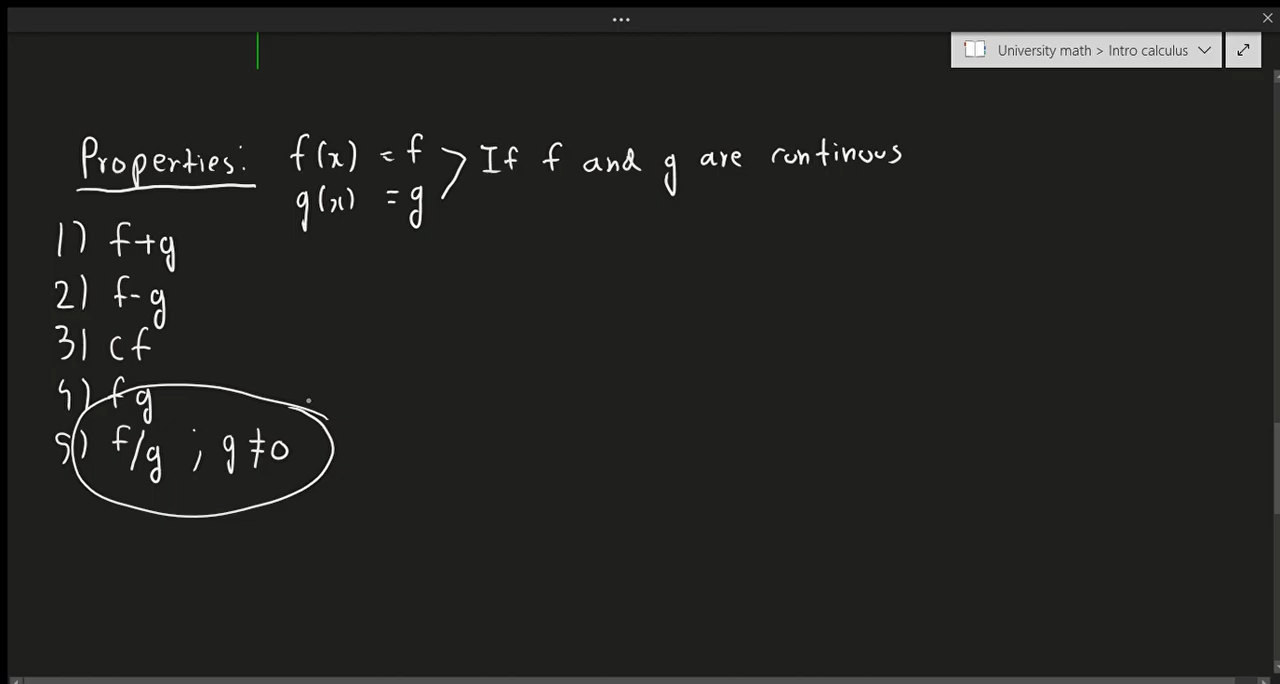 ...
University math > Intro calculus
Properties: f(x) = f > If f and g are continous
g(x) = g
1) f+g
2) f-g
3) cf
4) fg
5) f/g ; g≠0